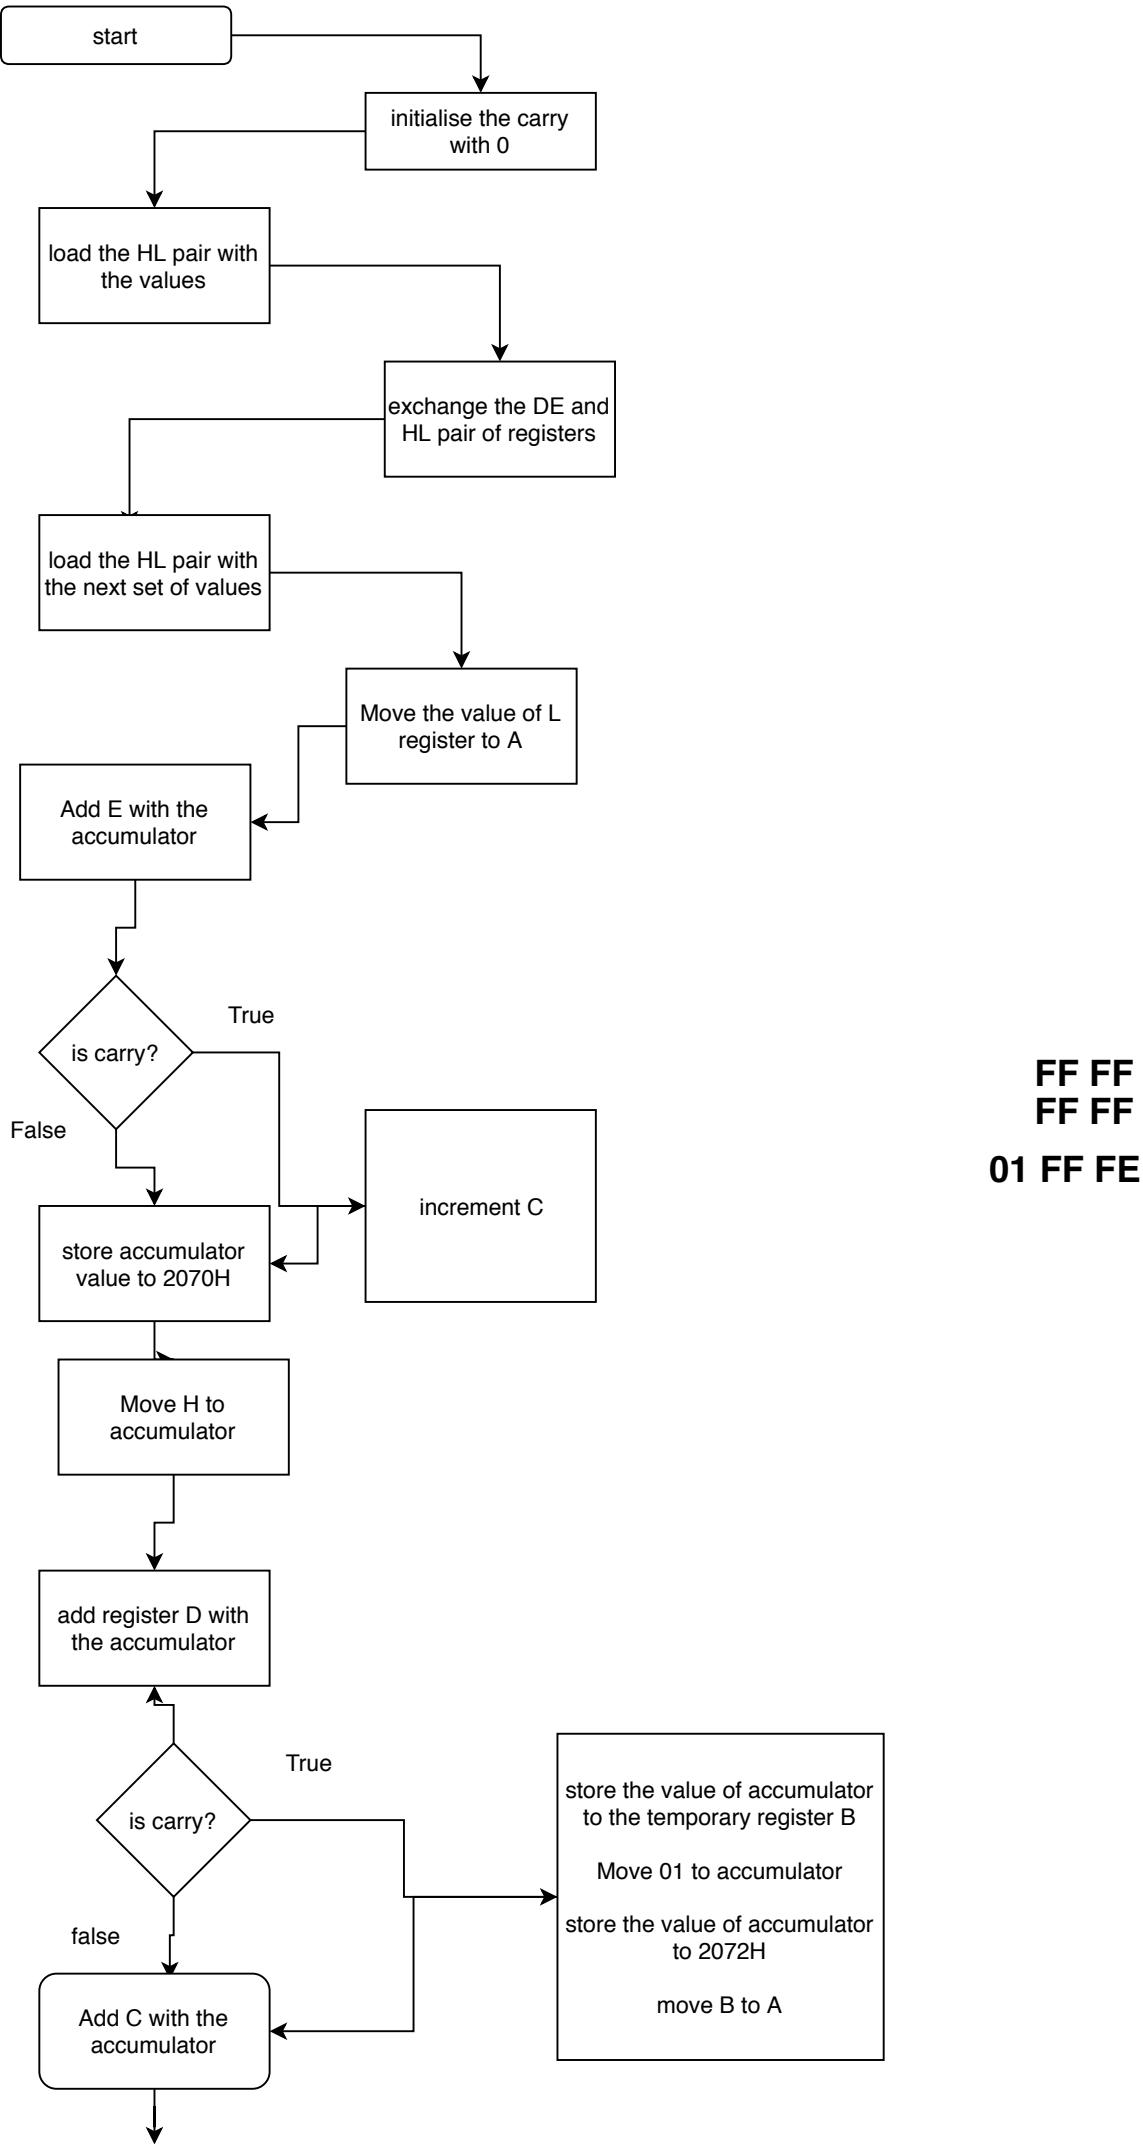 start
initialise the carry
with 0
load the HL pair with
the values
exchange the DE and
HL pair of registers
load the HL pair with
the next set of values
Move the value of L
register to A
Add E with the
accumulator
is carry?
True
False
increment C
store accumulator
value to 2070H
FF FF
FF FF
01 FF FE
Move H to
accumulator
add register D with
the accumulator
is carry?
True
false
store the value of accumulator
to the temporary register B
Move 01 to accumulator
store the value of accumulator
to 2072H
move B to A
Add C with the
accumulator